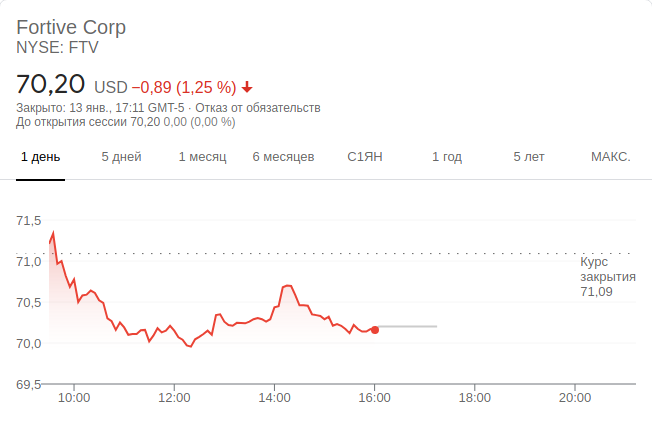 Fortive Corp
NYSE: FTV
70,20 USD −0,89 (1,25 %)
Закрыто: 13 янв., 17:11 GMT-5 · Отказ от обязательств
До открытия сессии 70,20 0,00 (0,00 %)
1 день 5 дней 1 месяц 6 месяцев С1ЯН 1 год 5 лет МАКС.
71,5
71,0
Курс
закрытия
71,09
70,5
70,0
69,5
10:00 12:00 14:00 16:00 18:00 20:00